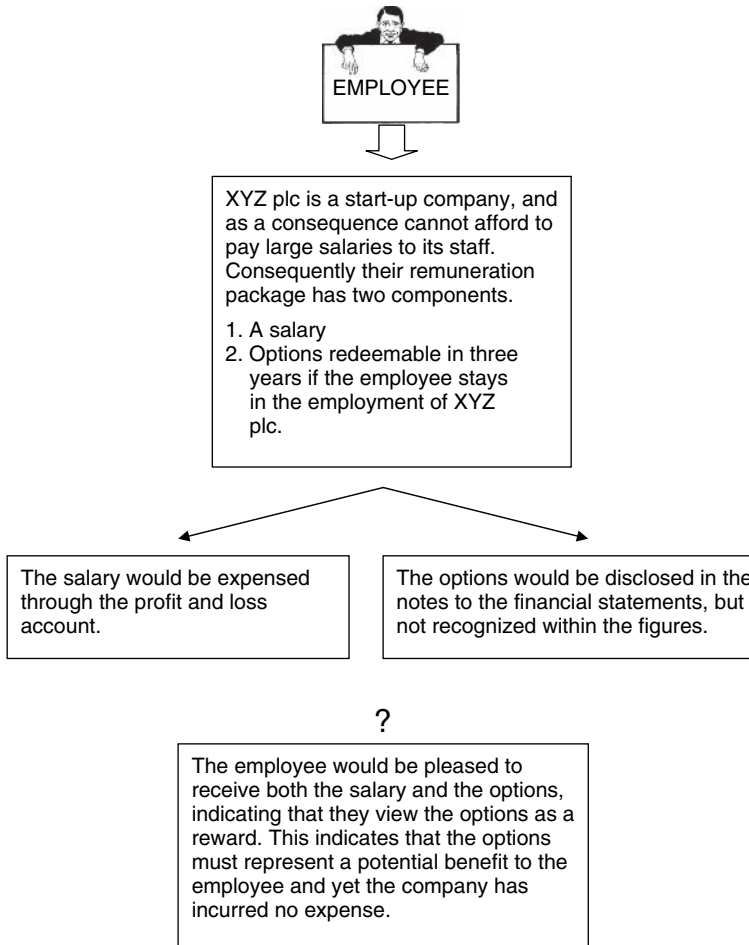 EMPLOYEE
XYZ plc is a start-up company, and
as a consequence cannot afford to
pay large salaries to its staff.
Consequently their remuneration
package has two components.
1. A salary
2. Options redeemable in three
years if the employee stays
in the employment of XYZ
plc.
The salary would be expensed
through the profit and loss
account.
The options would be disclosed in the
notes to the financial statements, but
not recognized within the figures.
?
The employee would be pleased to
receive both the salary and the options,
indicating that they view the options as a
reward. This indicates that the options
must represent a potential benefit to the
employee and yet the company has
incurred no expense.